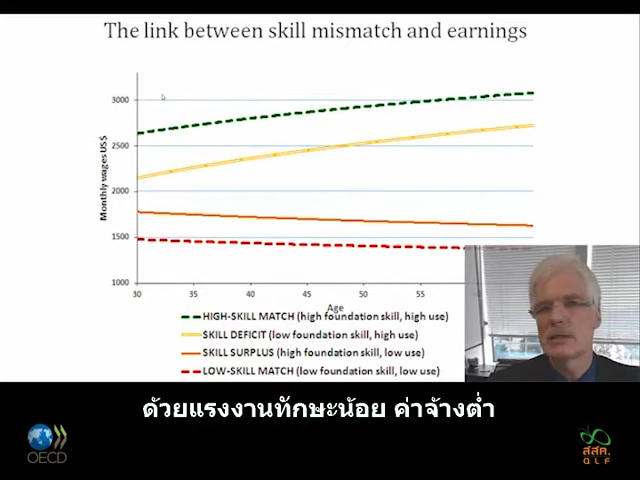 The link between skill mismatch and earnings
3000
2500
2000
1500
1000
Monthly wages US$
30
35
40
45
50
55
Age
HIGH-SKILL MATCH (high foundation skill, high use)
SKILL DEFICIT (low foundation skill, high use)
SKILL SURPLUS (high foundation skill, low use)
LOW-SKILL MATCH (low foundation skill, low use)
ด้วยแรงงานทักษะน้อย ค่าจ้างต่ำ
OECD
สสค.
QLF